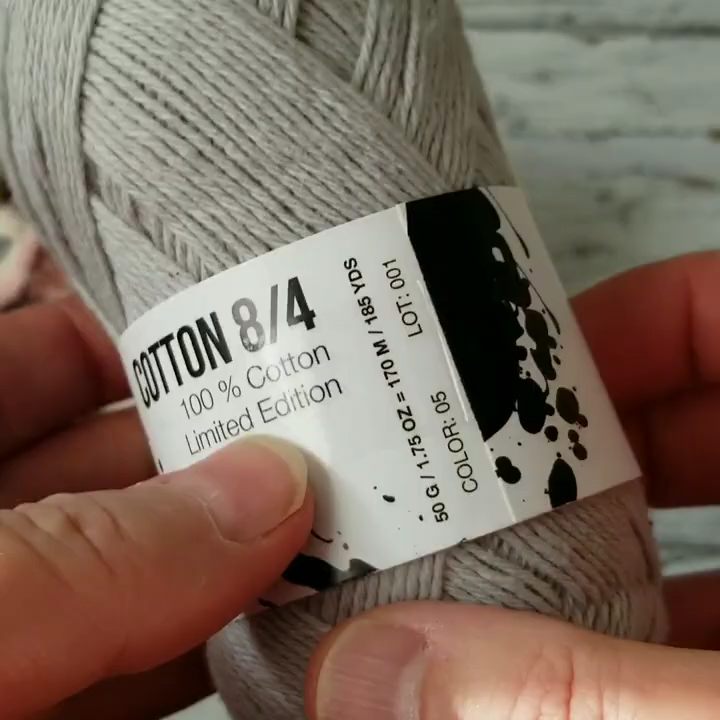 COTTON 8/4
100 % Cotton
Limited Edition
50 G / 1.75 OZ = 170 M / 185 YDS
COLOR: 05
LOT: 001